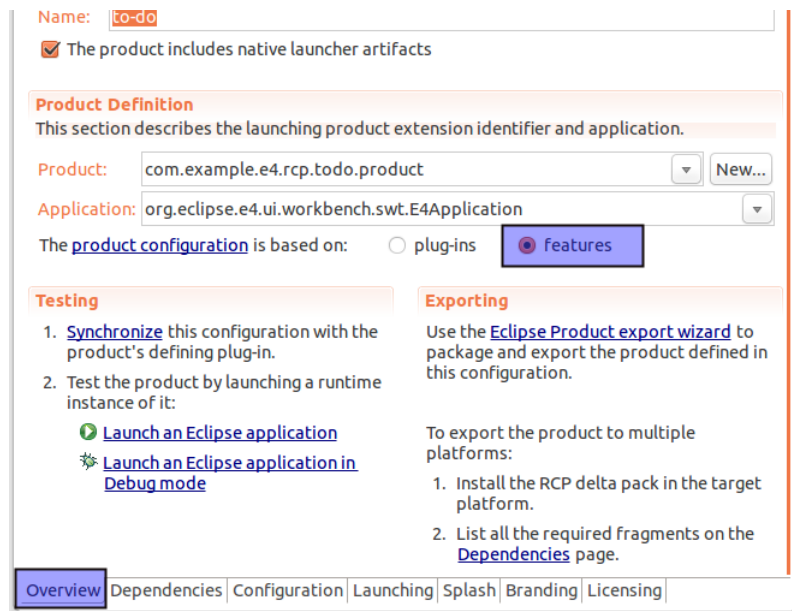 Name: to-do
The product includes native launcher artifacts
Product Definition
This section describes the launching product extension identifier and application.
Product: com.example.e4.rcp.todo.product New...
Application: org.eclipse.e4.ui.workbench.swt.E4Application
The product configuration is based on: plug-ins features
Testing
1. Synchronize this configuration with the
product's defining plug-in.
2. Test the product by launching a runtime
instance of it:
Launch an Eclipse application
Launch an Eclipse application in
Debug mode
Exporting
Use the Eclipse Product export wizard to
package and export the product defined in
this configuration.
To export the product to multiple
platforms:
1. Install the RCP delta pack in the target
platform.
2. List all the required fragments on the
Dependencies page.
Overview Dependencies Configuration Launching Splash Branding Licensing